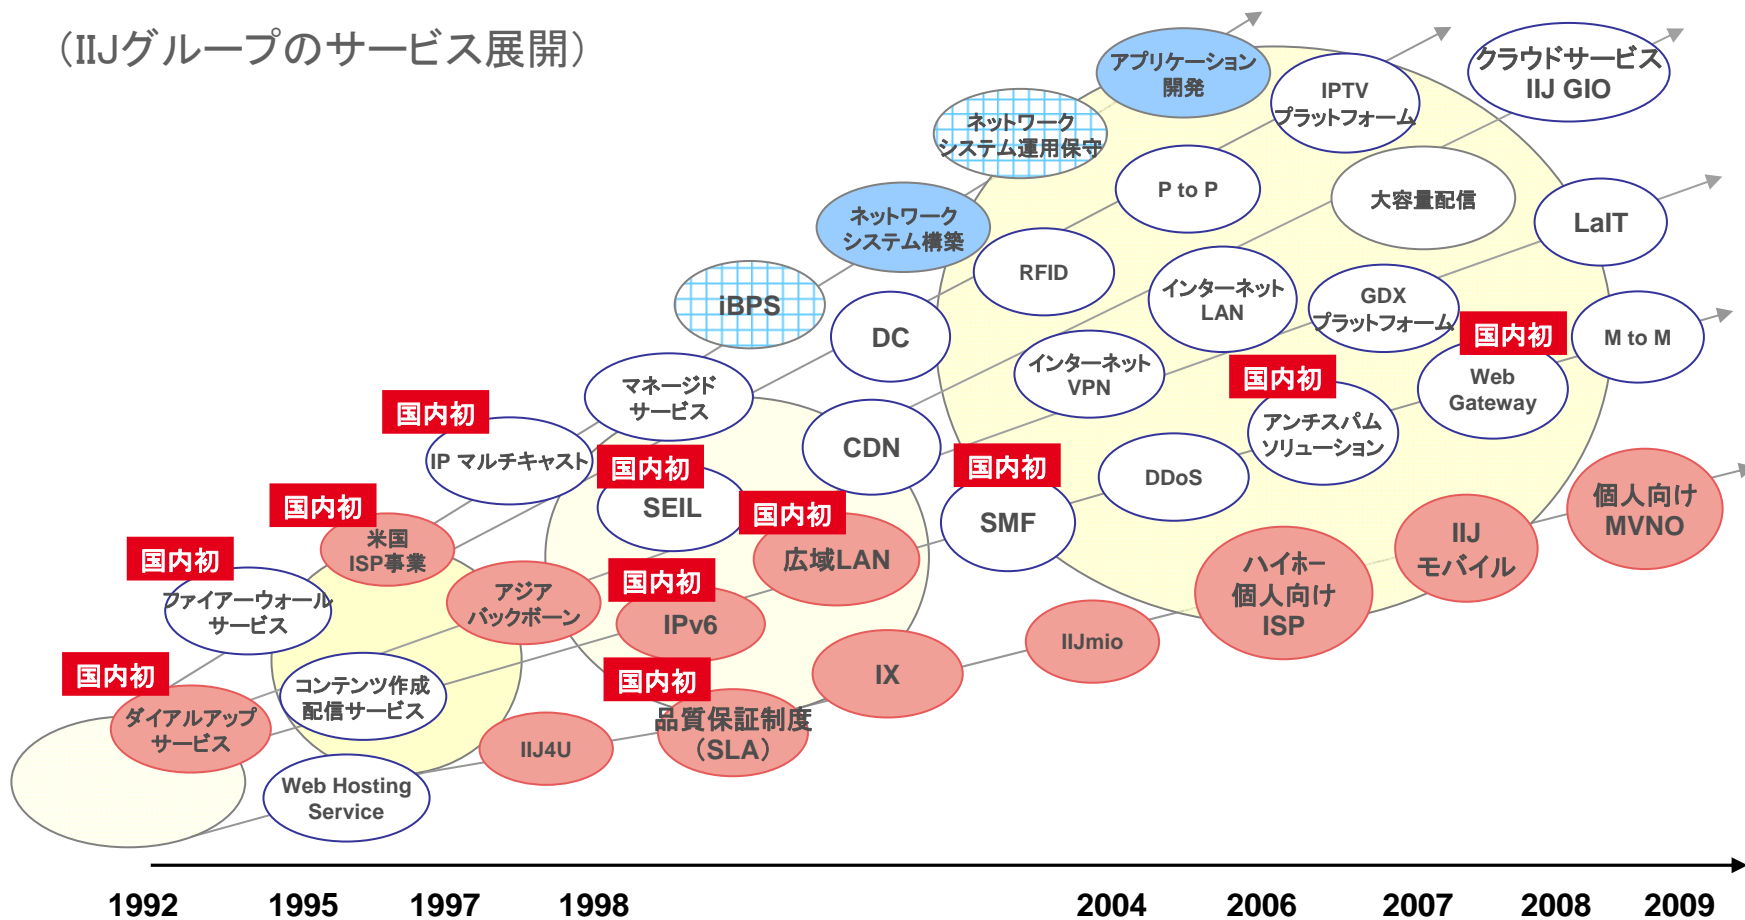 （IIJグループのサービス展開）
アプリケーション
開発
IPTV
プラットフォーム
クラウドサービス
IIJ GIO
ネットワーク
システム運用保守
P to P
大容量配信
LaIT
ネットワーク
システム構築
RFID
インターネット
LAN
GDX
プラットフォーム
iBPS
DC
国内初
M to M
インターネット
VPN
国内初
Web
Gateway
マネージド
サービス
国内初
アンチスパム
ソリューション
IP マルチキャスト
CDN
国内初
国内初
DDoS
個人向け
MVNO
SEIL
国内初
SMF
国内初
米国
ISP事業
広域LAN
IIJ
モバイル
国内初
ファイアーウォール
サービス
アジア
バックボーン
国内初
IPv6
ハイホー
個人向け
ISP
IIJmio
国内初
ダイアルアップ
サービス
コンテンツ作成
配信サービス
国内初
品質保証制度
（SLA）
IX
IIJ4U
Web Hosting
Service
1992
1995
1997
1998
2004
2006
2007
2008
2009